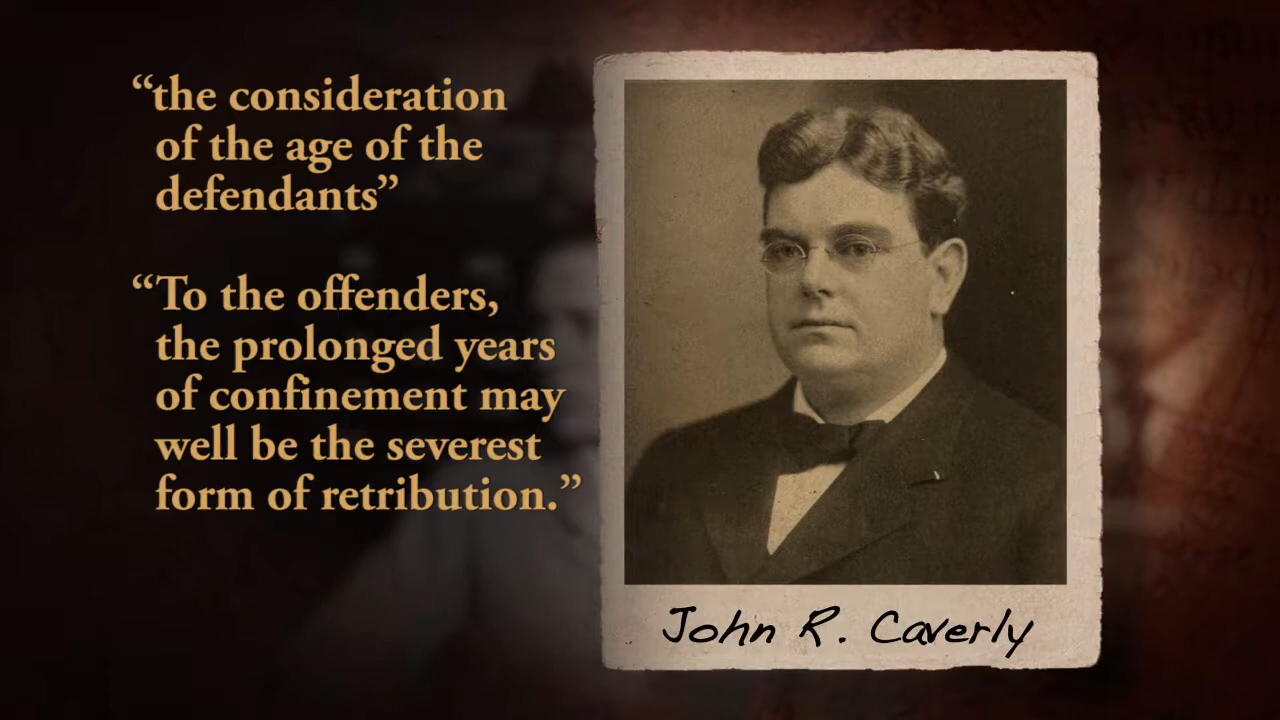 “the consideration
of the age of the
defendants”
“To the offenders,
the prolonged years
of confinement may
well be the severest
form of retribution.”
John R. Caverly